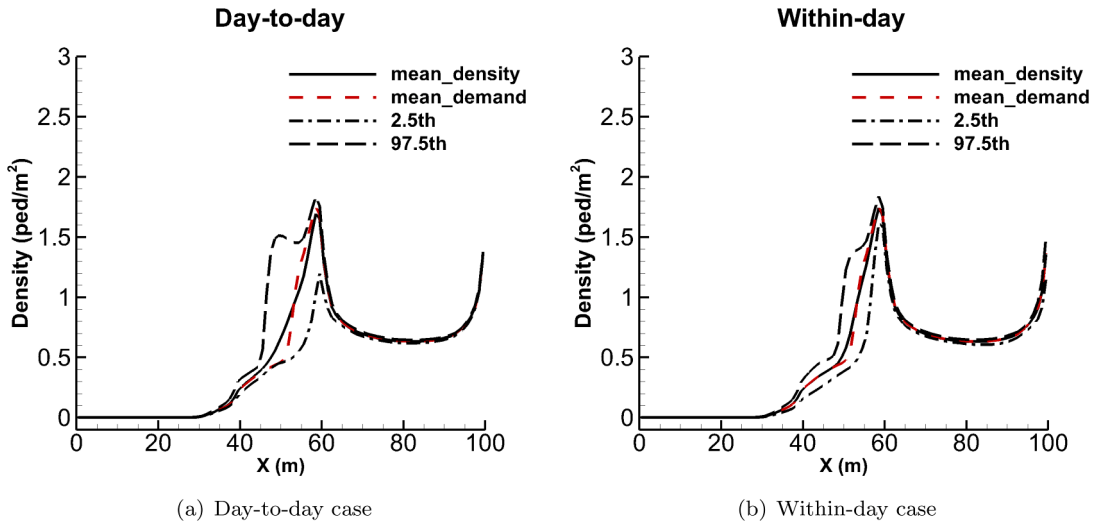 Day-to-day
3
2.5
2
1.5
1
0.5
0
Density (ped/m²)
mean_density
mean_demand
2.5th
97.5th
0 20 40 60 80 100
X (m)
(a) Day-to-day case
Within-day
3
2.5
2
1.5
1
0.5
0
Density (ped/m²)
mean_density
mean_demand
2.5th
97.5th
0 20 40 60 80 100
X (m)
(b) Within-day case